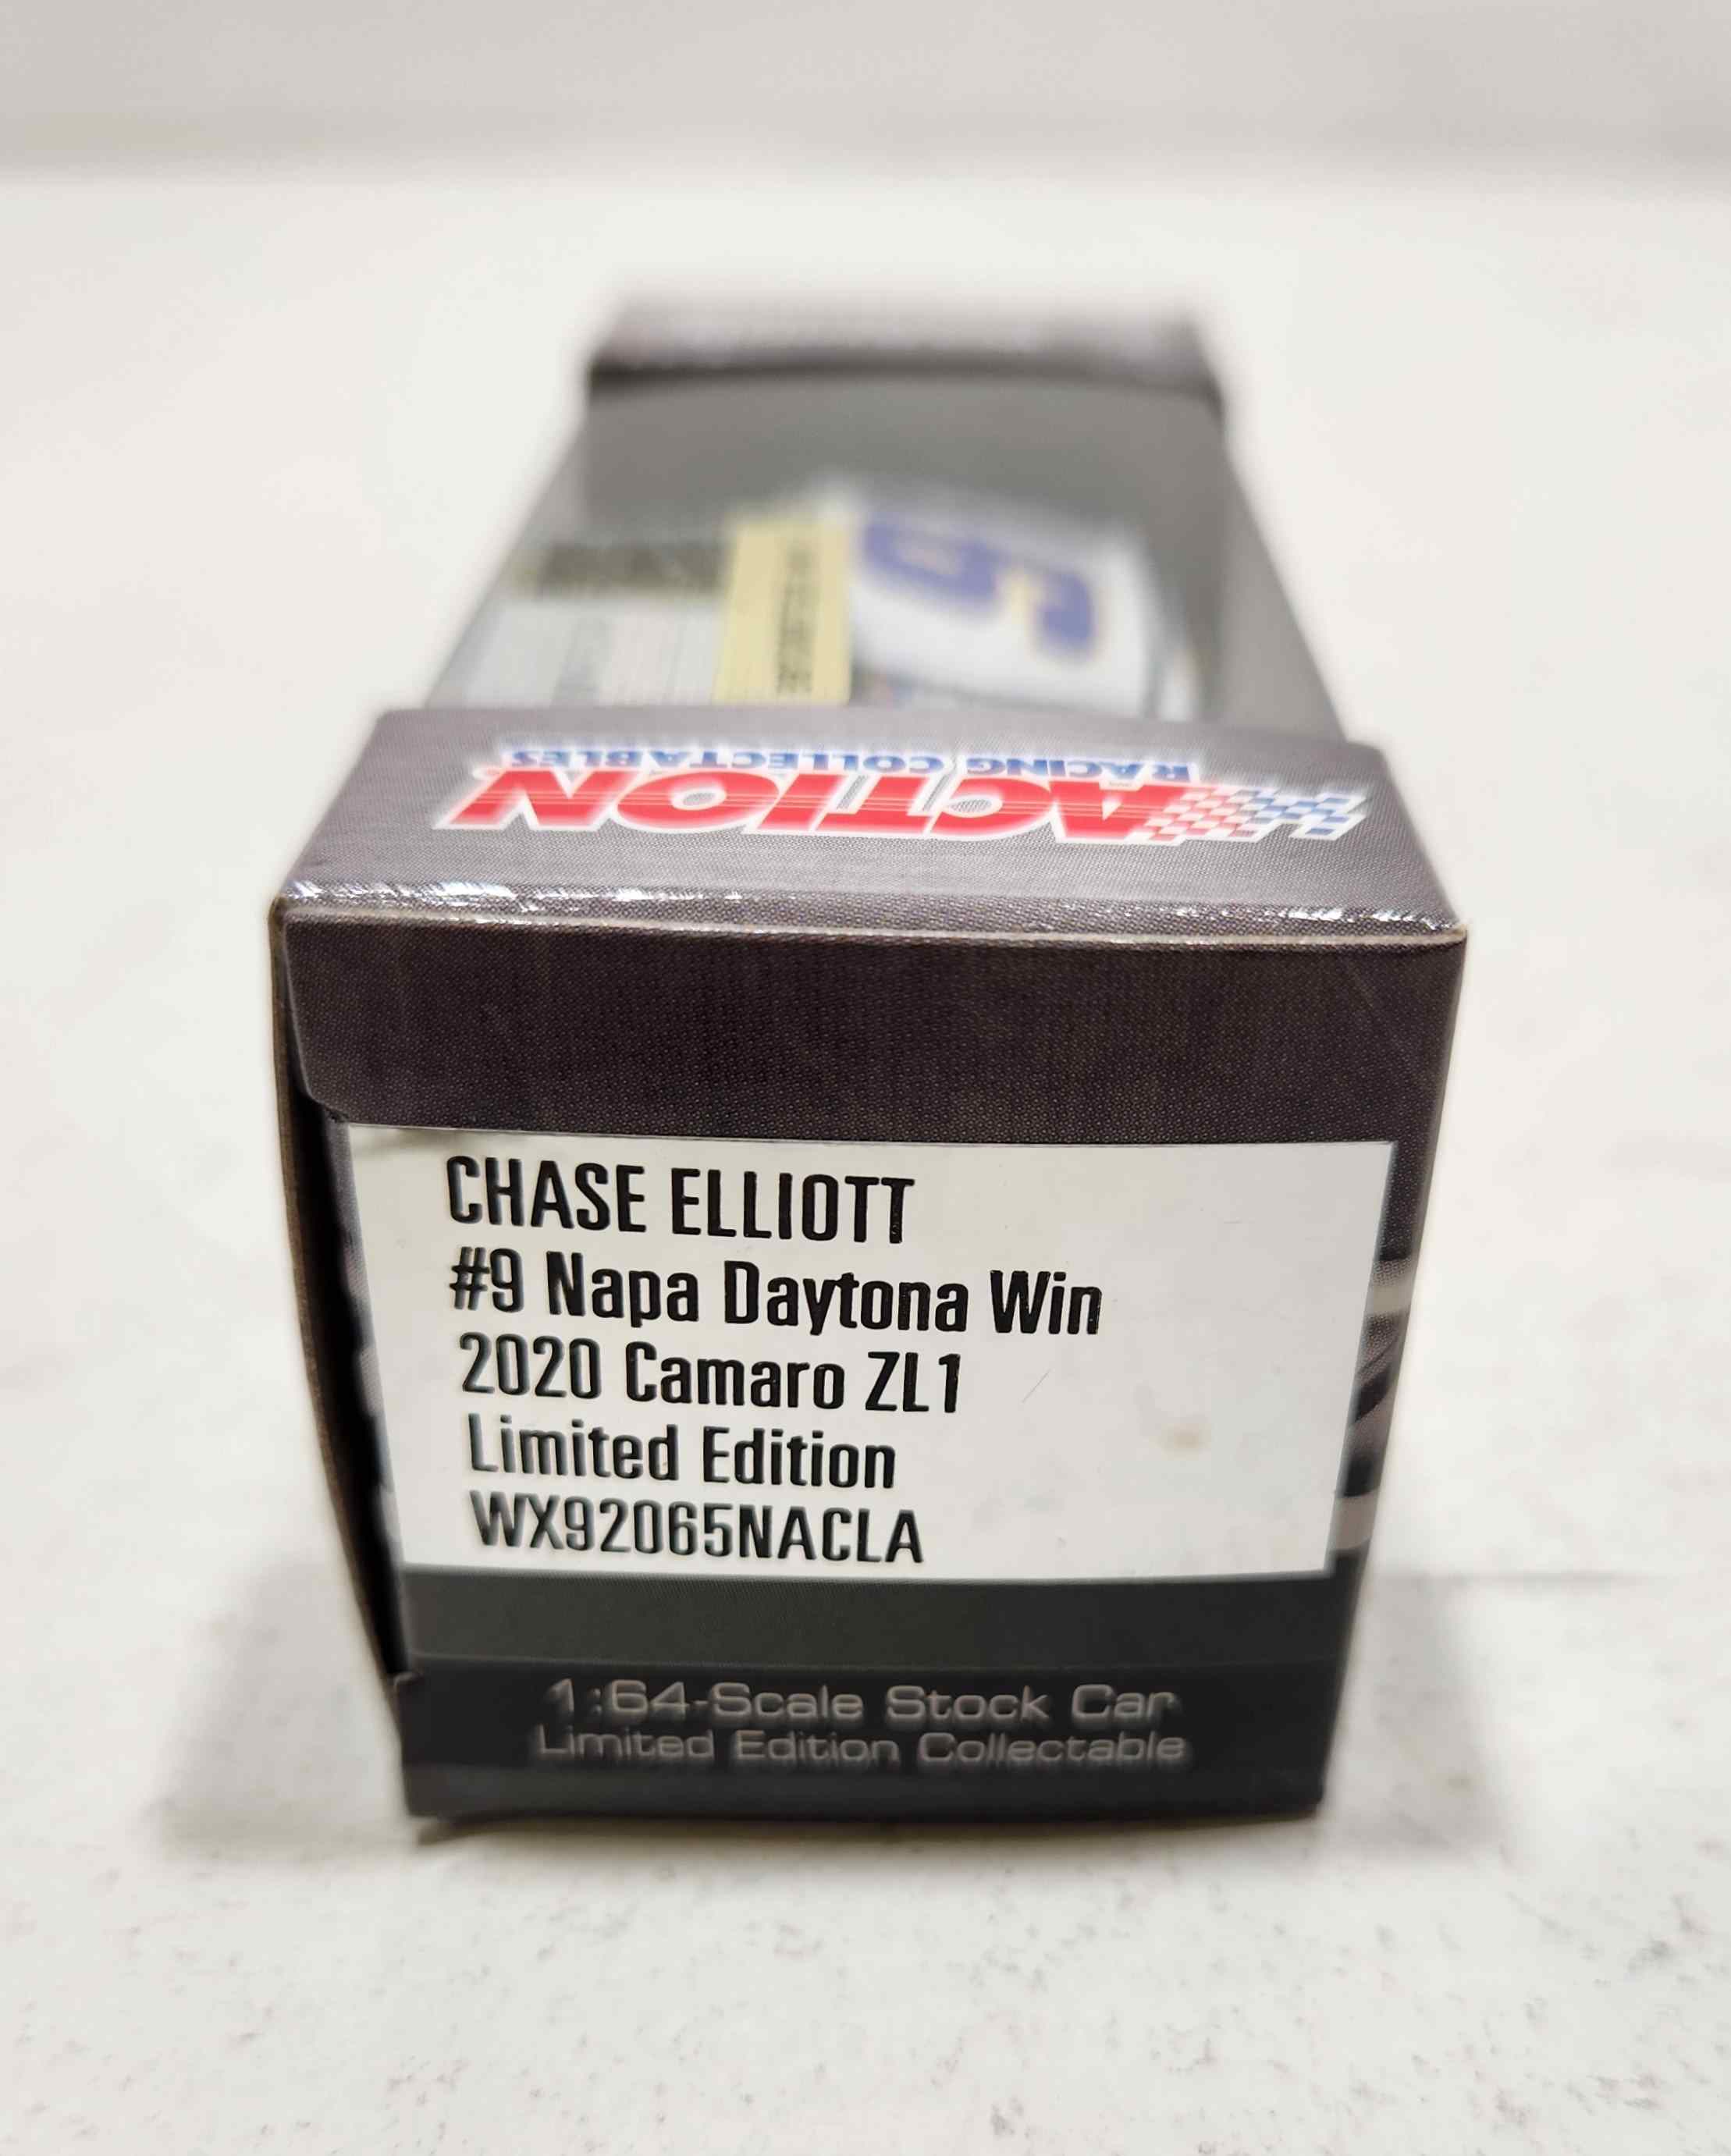 ACTION
RACING COLLECTABLES
CHASE ELLIOTT
#9 Napa Daytona Win
2020 Camaro ZL1
Limited Edition
WX92065NACLA
1:64-Scale Stock Car
Limited Edition Collectable